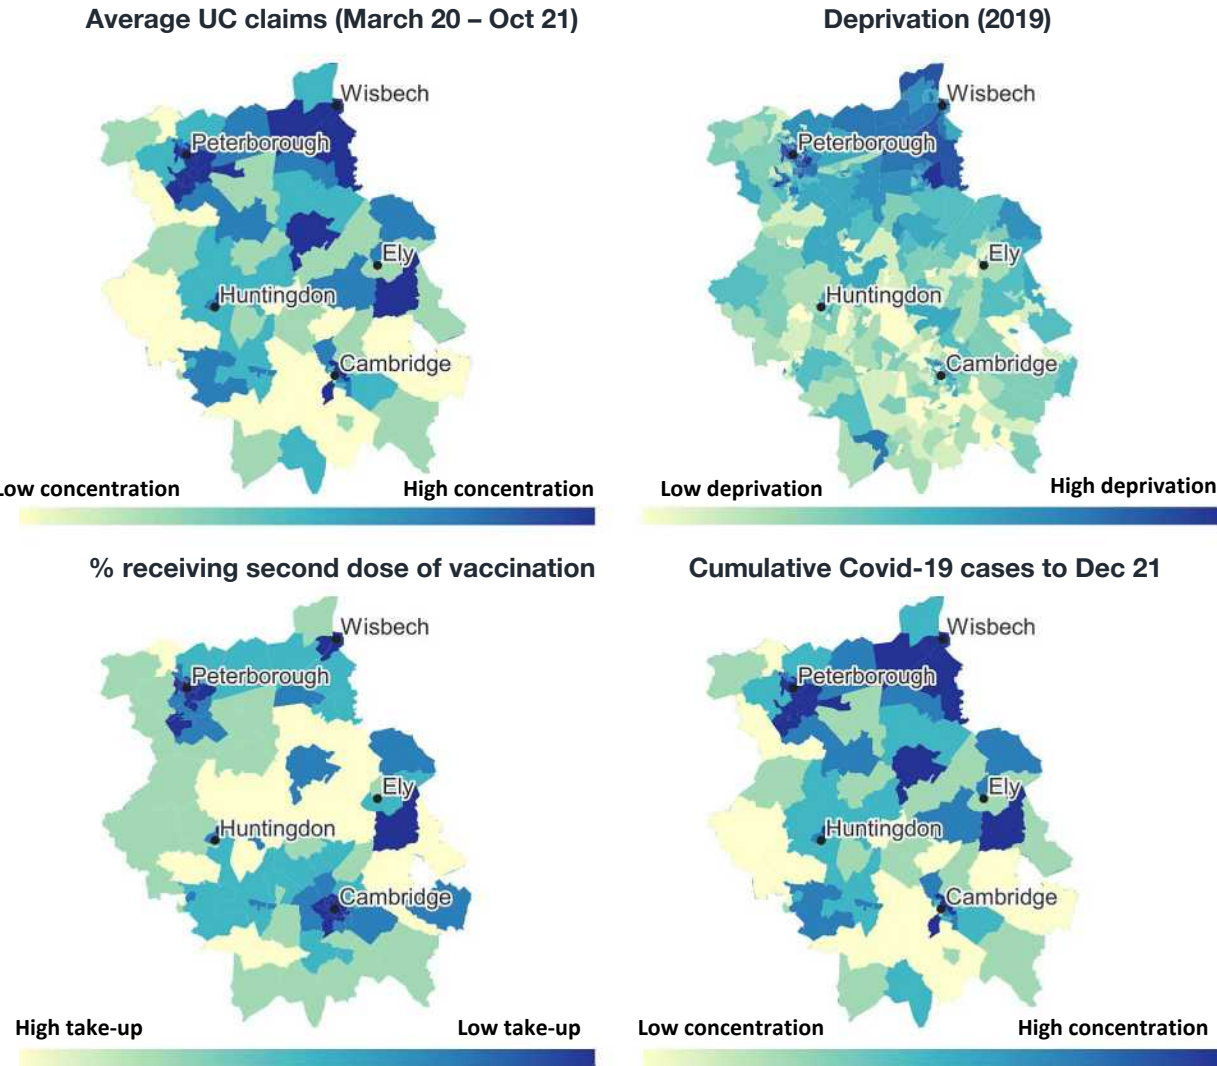 Average UC claims (March 20 – Oct 21)
Deprivation (2019)
Wisbech
Peterborough
Ely
Huntingdon
Cambridge
Wisbech
Peterborough
Ely
Huntingdon
Cambridge
Low concentration
High concentration
Low deprivation
High deprivation
% receiving second dose of vaccination
Cumulative Covid-19 cases to Dec 21
Wisbech
Peterborough
Ely
Huntingdon
Cambridge
Wisbech
Peterborough
Ely
Huntingdon
Cambridge
High take-up
Low take-up
Low concentration
High concentration